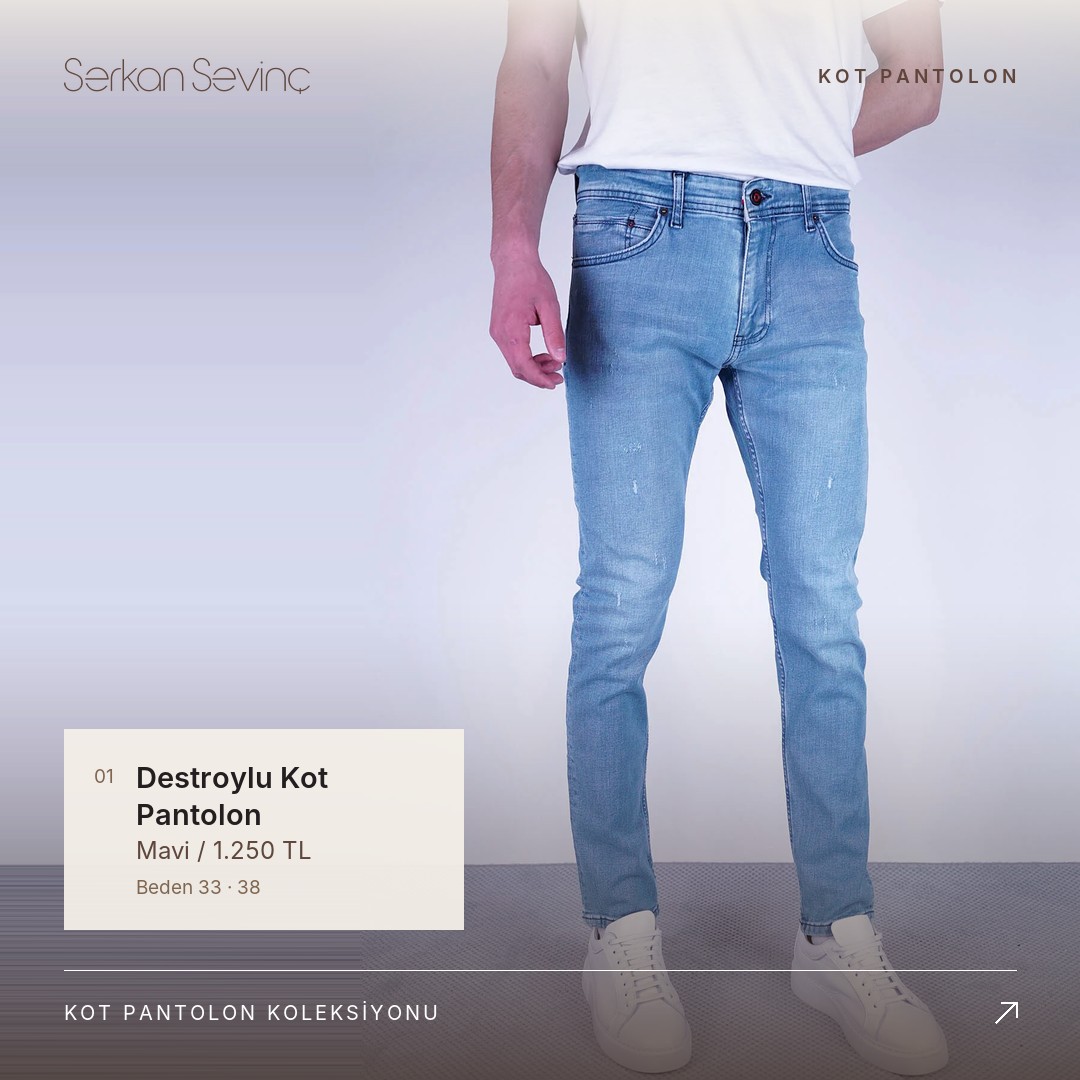 Serkan Sevinç
KOT PANTOLON
01
Destroylu Kot
Pantolon
Mavi / 1.250 TL
Beden 33 · 38
KOT PANTOLON KOLEKSİYONU